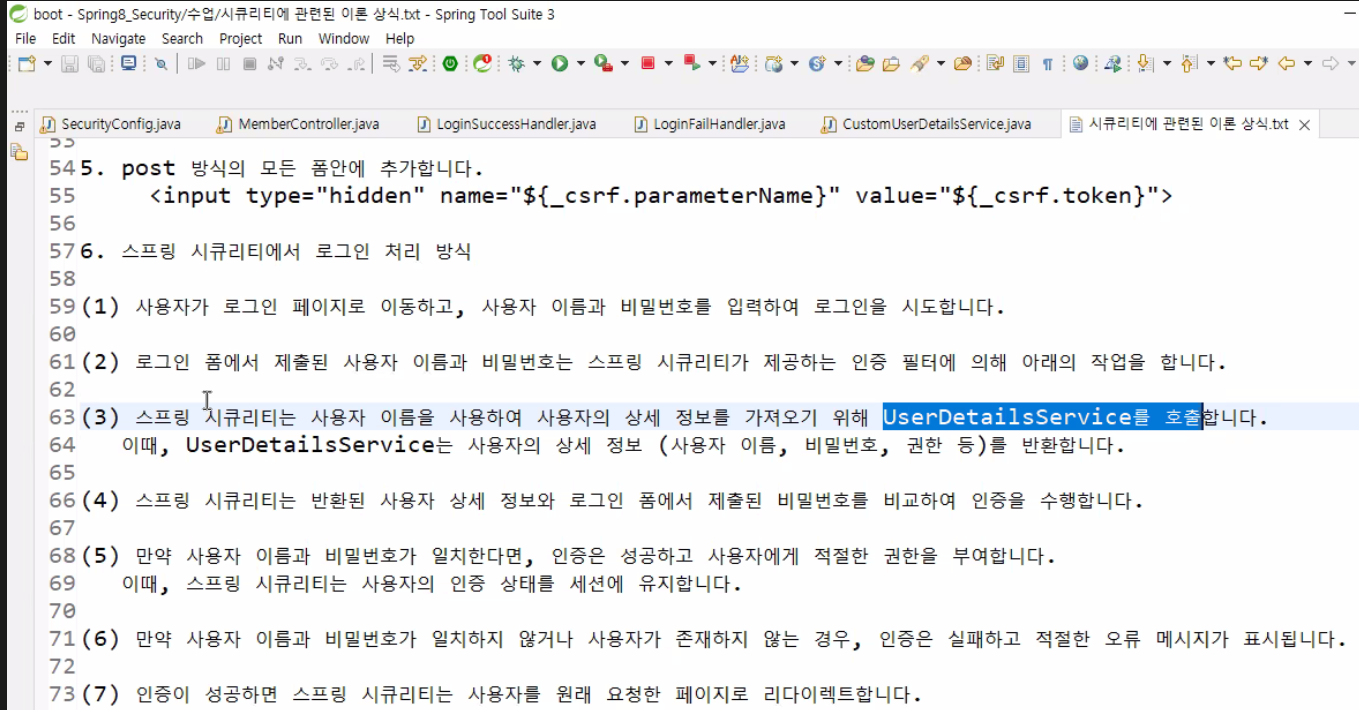 boot - Spring8_Security/수업/시큐리티에 관련된 이론 상식.txt - Spring Tool Suite 3
File Edit Navigate Search Project Run Window Help
SecurityConfig.java MemberController.java LoginSuccessHandler.java LoginFailHandler.java CustomUserDetailsService.java 시큐리티에 관련된 이론 상식.txt
53
54 5. post 방식의 모든 폼안에 추가합니다.
55 <input type="hidden" name="${_csrf.parameterName}" value="${_csrf.token}">
56
57 6. 스프링 시큐리티에서 로그인 처리 방식
58
59 (1) 사용자가 로그인 페이지로 이동하고, 사용자 이름과 비밀번호를 입력하여 로그인을 시도합니다.
60
61 (2) 로그인 폼에서 제출된 사용자 이름과 비밀번호는 스프링 시큐리티가 제공하는 인증 필터에 의해 아래의 작업을 합니다.
62
63 (3) 스프링 시큐리티는 사용자 이름을 사용하여 사용자의 상세 정보를 가져오기 위해 UserDetailsService를 호출합니다.
64 이때, UserDetailsService는 사용자의 상세 정보 (사용자 이름, 비밀번호, 권한 등)를 반환합니다.
65
66 (4) 스프링 시큐리티는 반환된 사용자 상세 정보와 로그인 폼에서 제출된 비밀번호를 비교하여 인증을 수행합니다.
67
68 (5) 만약 사용자 이름과 비밀번호가 일치한다면, 인증은 성공하고 사용자에게 적절한 권한을 부여합니다.
69 이때, 스프링 시큐리티는 사용자의 인증 상태를 세션에 유지합니다.
70
71 (6) 만약 사용자 이름과 비밀번호가 일치하지 않거나 사용자가 존재하지 않는 경우, 인증은 실패하고 적절한 오류 메시지가 표시됩니다.
72
73 (7) 인증이 성공하면 스프링 시큐리티는 사용자를 원래 요청한 페이지로 리다이렉트합니다.